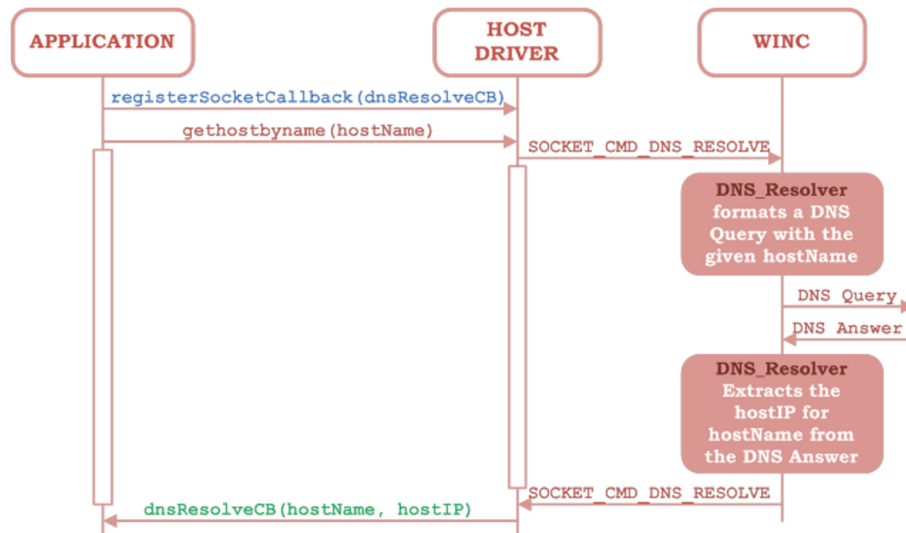 APPLICATION
HOST
DRIVER
WINC
registerSocketCallback(dnsResolveCB)
gethostbyname(hostName)
SOCKET_CMD_DNS_RESOLVE
DNS_Resolver
formats a DNS
Query with the
given hostName
DNS Query
DNS Answer
DNS_Resolver
Extracts the
hostIP for
hostName from
the DNS Answer
SOCKET_CMD_DNS_RESOLVE
dnsResolveCB(hostName, hostIP)